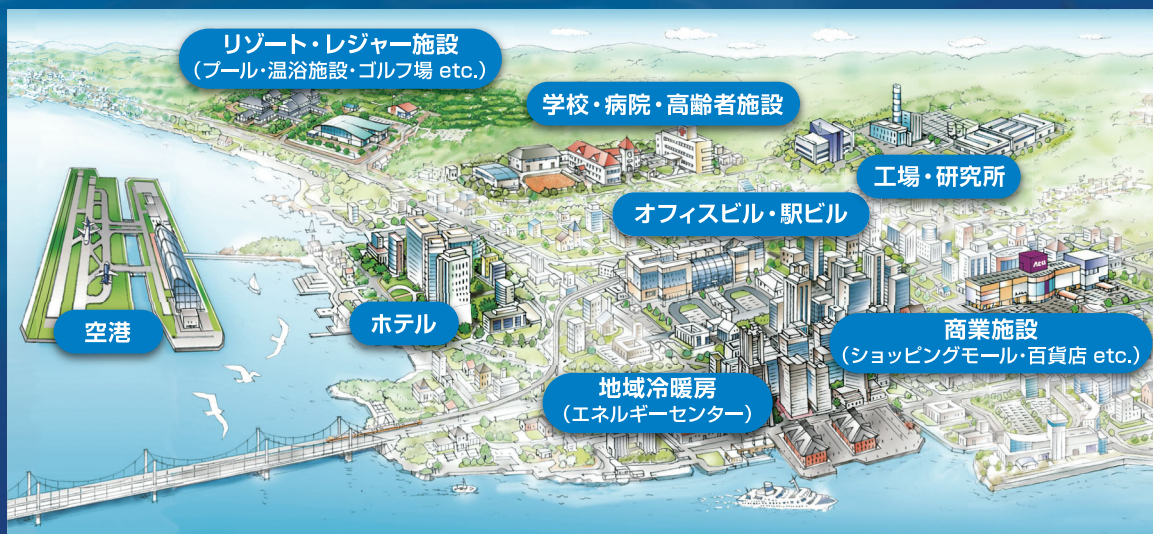 リゾート・レジャー施設
(プール・温浴施設・ゴルフ場 etc.)
学校・病院・高齢者施設
工場・研究所
オフィスビル・駅ビル
空港
ホテル
商業施設
(ショッピングモール・百貨店 etc.)
地域冷暖房
(エネルギーセンター)